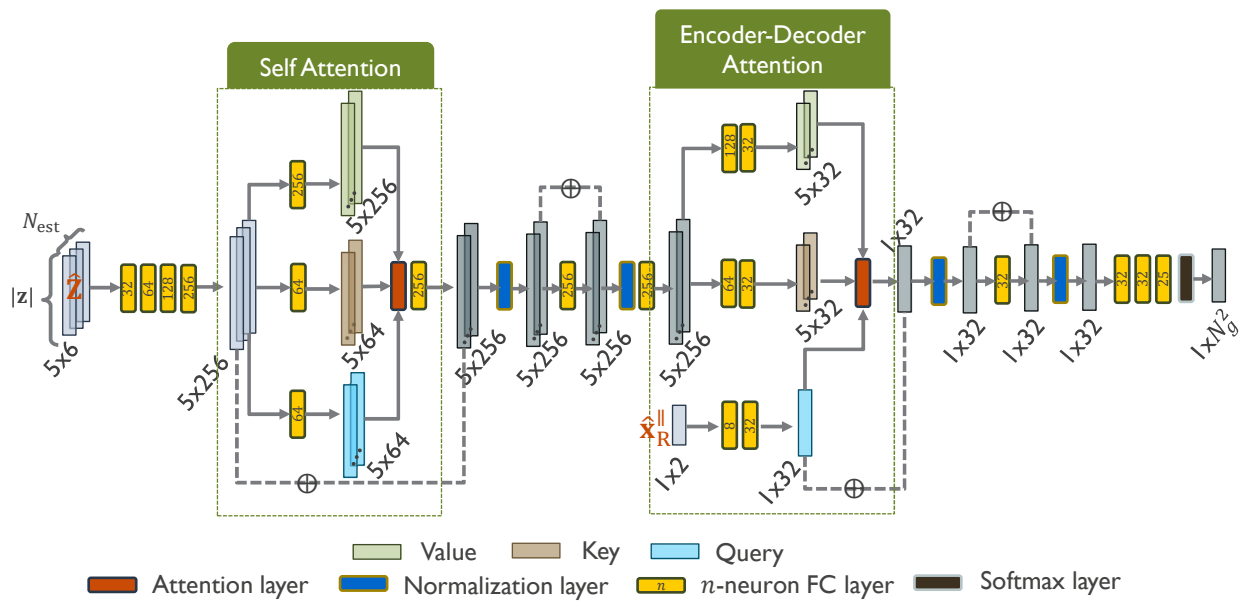 Self Attention
Encoder-Decoder
Attention
N_est
|z|
Ẑ
5x6
32
64
128
256
5x256
256
5x256
64
5x64
64
5x64
256
5x256
5x256
256
5x256
256
5x256
128
32
5x32
64
32
5x32
x̂_R^∥
1x2
8
32
1x32
1x32
1x32
32
1x32
1x32
32
32
25
1xN_g^2
Value
Key
Query
Attention layer
Normalization layer
n
n-neuron FC layer
Softmax layer